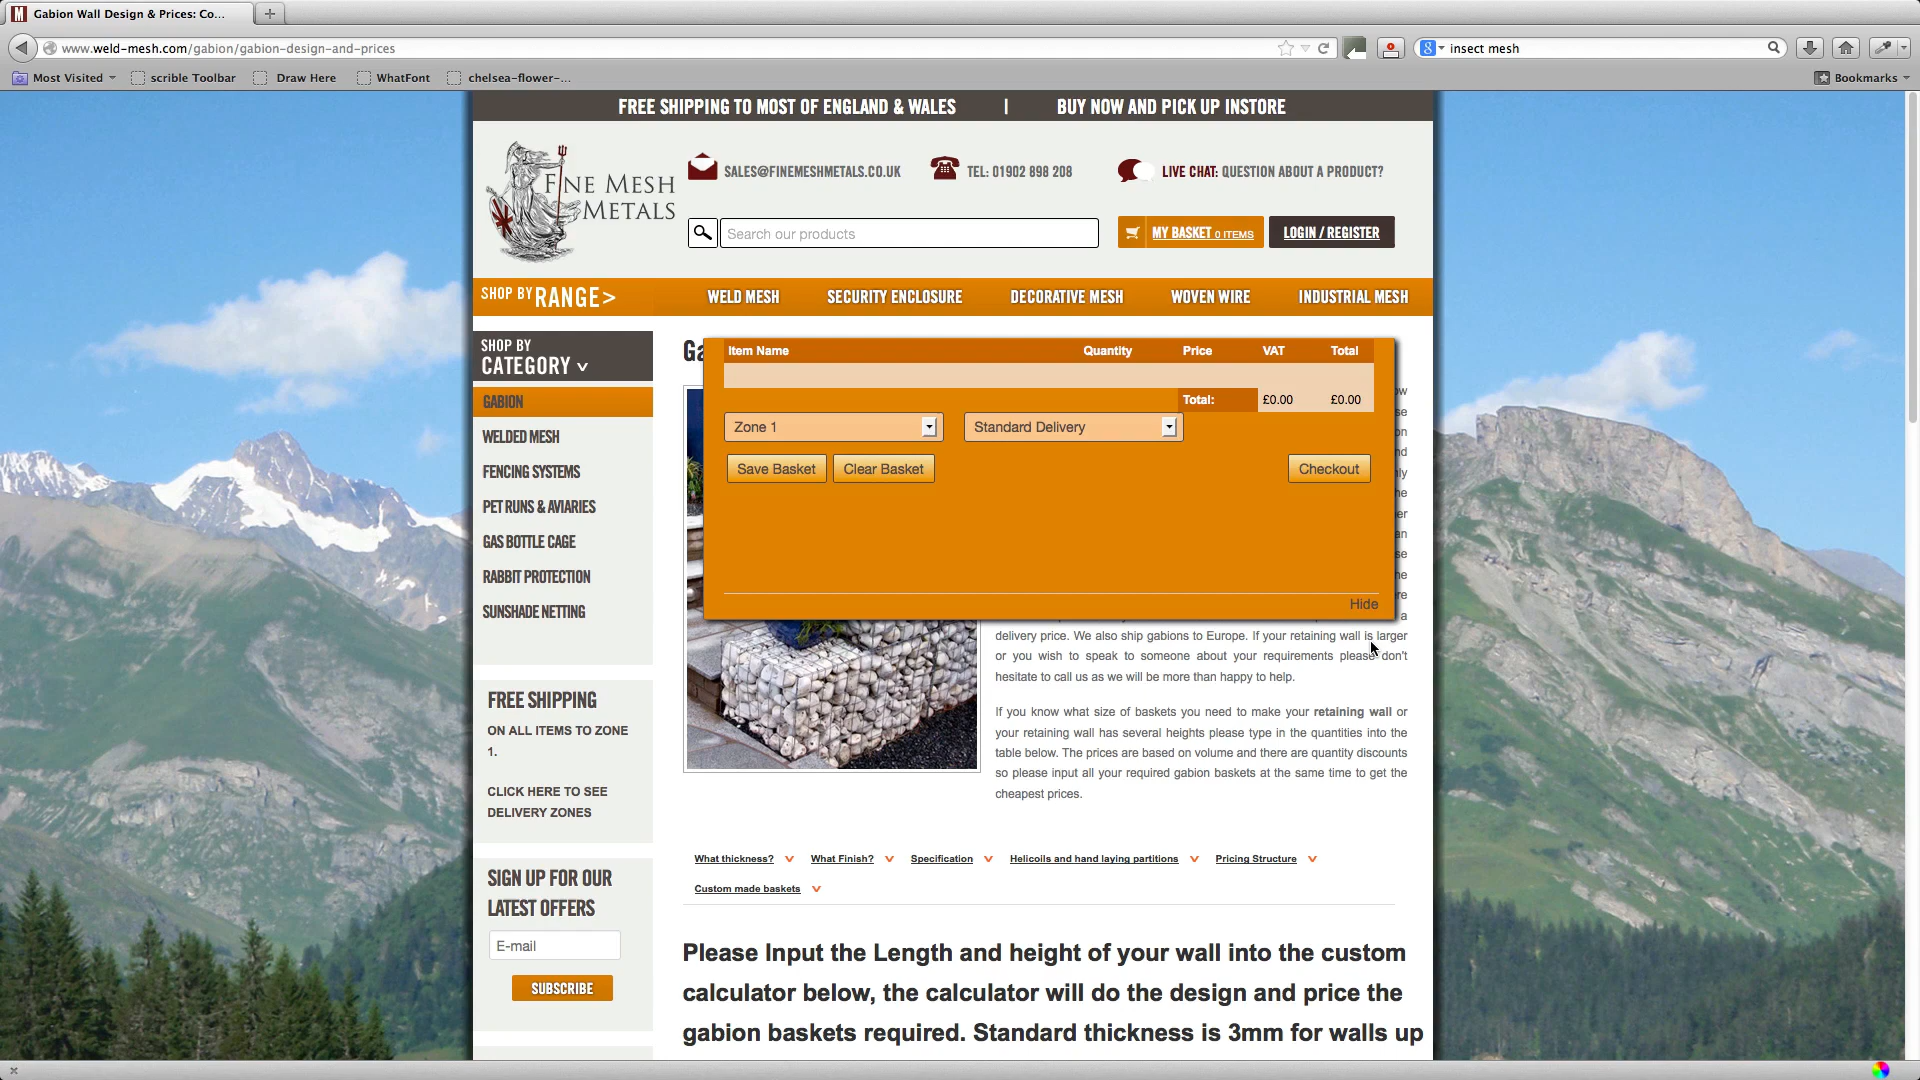 Gabion Wall Design & Prices: Co...
www.weld-mesh.com/gabion/gabion-design-and-prices
insect mesh
Most Visited
scrible Toolbar
Draw Here
WhatFont
chelsea-flower-...
Bookmarks
FREE SHIPPING TO MOST OF ENGLAND & WALES | BUY NOW AND PICK UP INSTORE
FINE MESH
METALS
SALES@FINEMESHMETALS.CO.UK
TEL: 01902 898 208
LIVE CHAT: QUESTION ABOUT A PRODUCT?
Search our products
MY BASKET 0 ITEMS
LOGIN / REGISTER
SHOP BY RANGE >
WELD MESH
SECURITY ENCLOSURE
DECORATIVE MESH
WOVEN WIRE
INDUSTRIAL MESH
SHOP BY
CATEGORY
GABION
WELDED MESH
FENCING SYSTEMS
PET RUNS & AVIARIES
GAS BOTTLE CAGE
RABBIT PROTECTION
SUNSHADE NETTING
FREE SHIPPING
ON ALL ITEMS TO ZONE
1.
CLICK HERE TO SEE
DELIVERY ZONES
SIGN UP FOR OUR
LATEST OFFERS
E-mail
SUBSCRIBE
Item Name Quantity Price VAT Total
Total: £0.00 £0.00
Zone 1
Standard Delivery
Save Basket
Clear Basket
Checkout
Hide
delivery price. We also ship gabions to Europe. If your retaining wall is larger
or you wish to speak to someone about your requirements please don't
hesitate to call us as we will be more than happy to help.
If you know what size of baskets you need to make your retaining wall or
your retaining wall has several heights please type in the quantities into the
table below. The prices are based on volume and there are quantity discounts
so please input all your required gabion baskets at the same time to get the
cheapest prices.
What thickness?
What Finish?
Specification
Helicoils and hand laying partitions
Pricing Structure
Custom made baskets
Please Input the Length and height of your wall into the custom
calculator below, the calculator will do the design and price the
gabion baskets required. Standard thickness is 3mm for walls up